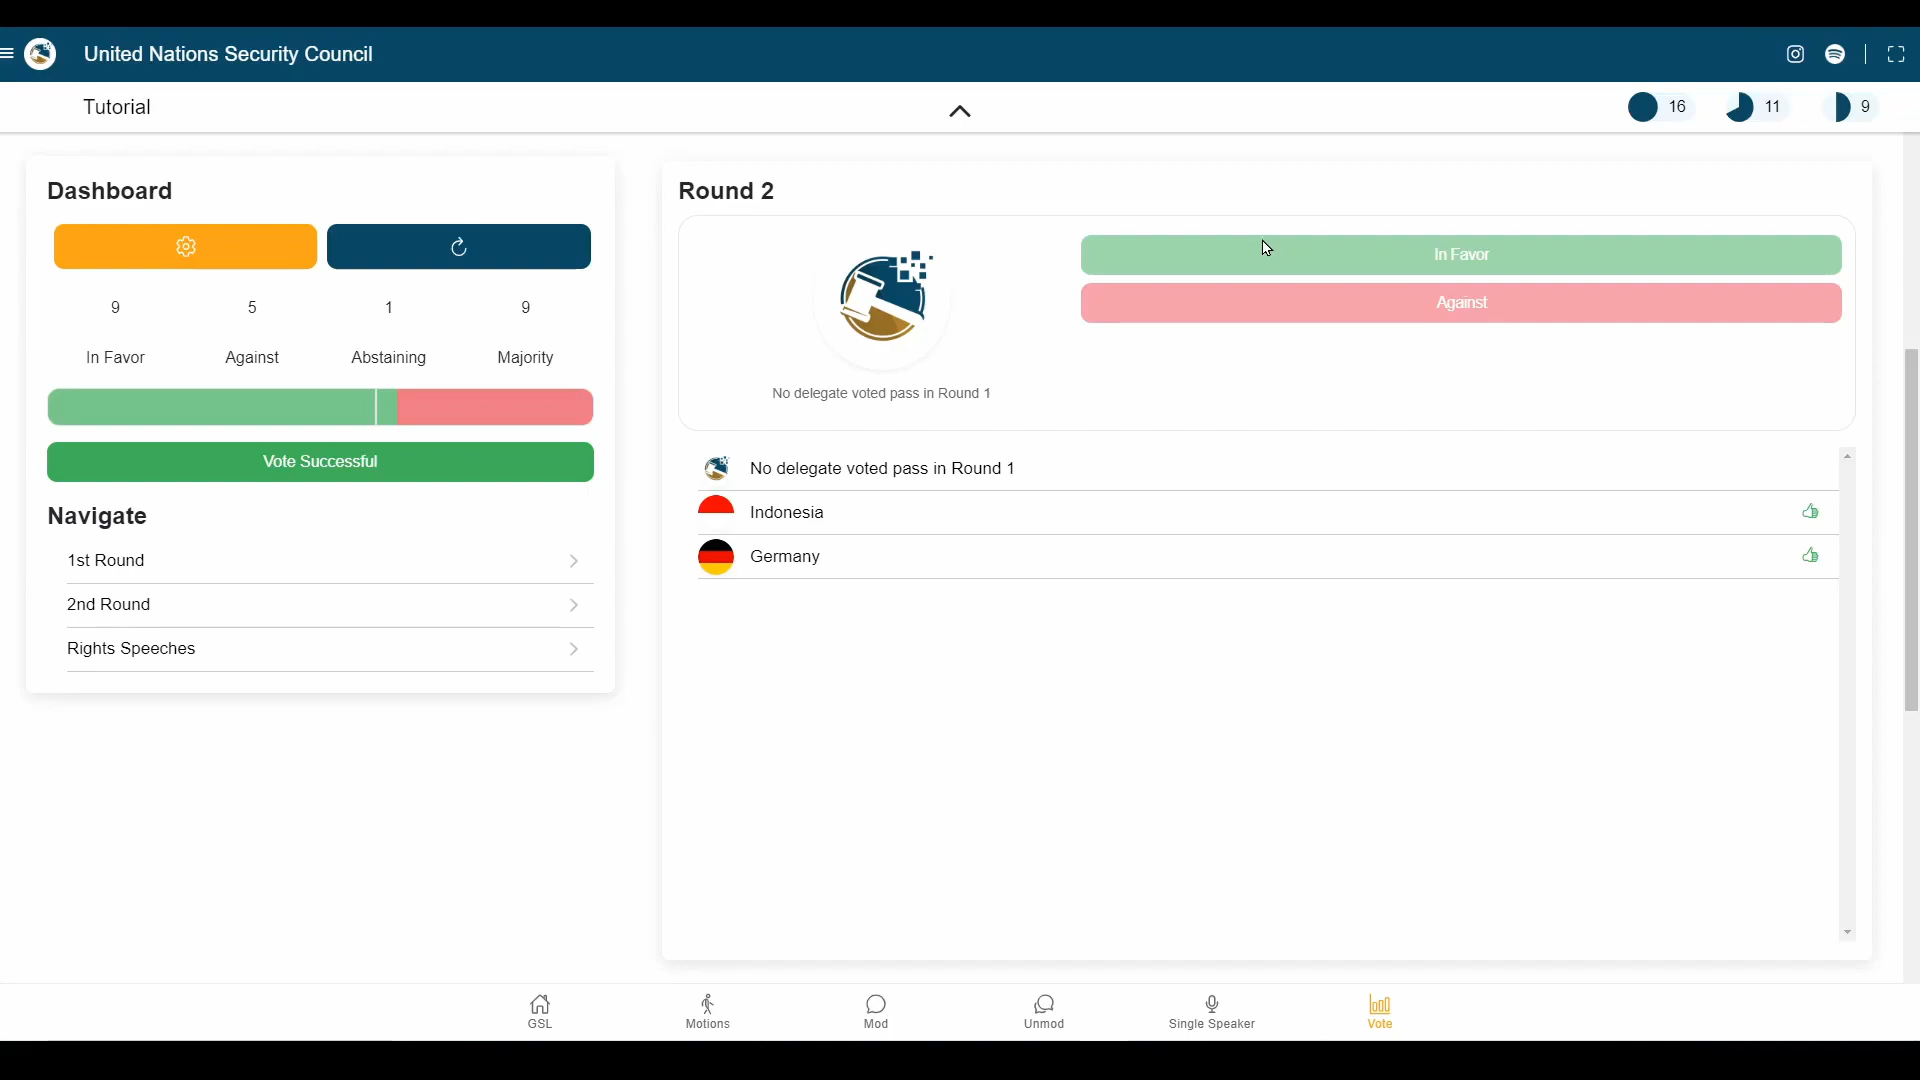 United Nations Security Council
Tutorial
16
11
9
Dashboard
9
5
1
9
In Favor
Against
Abstaining
Majority
Vote Successful
Navigate
1st Round
2nd Round
Rights Speeches
Round 2
In Favor
Against
No delegate voted pass in Round 1
No delegate voted pass in Round 1
Indonesia
Germany
GSL
Motions
Mod
Unmod
Single Speaker
Vote